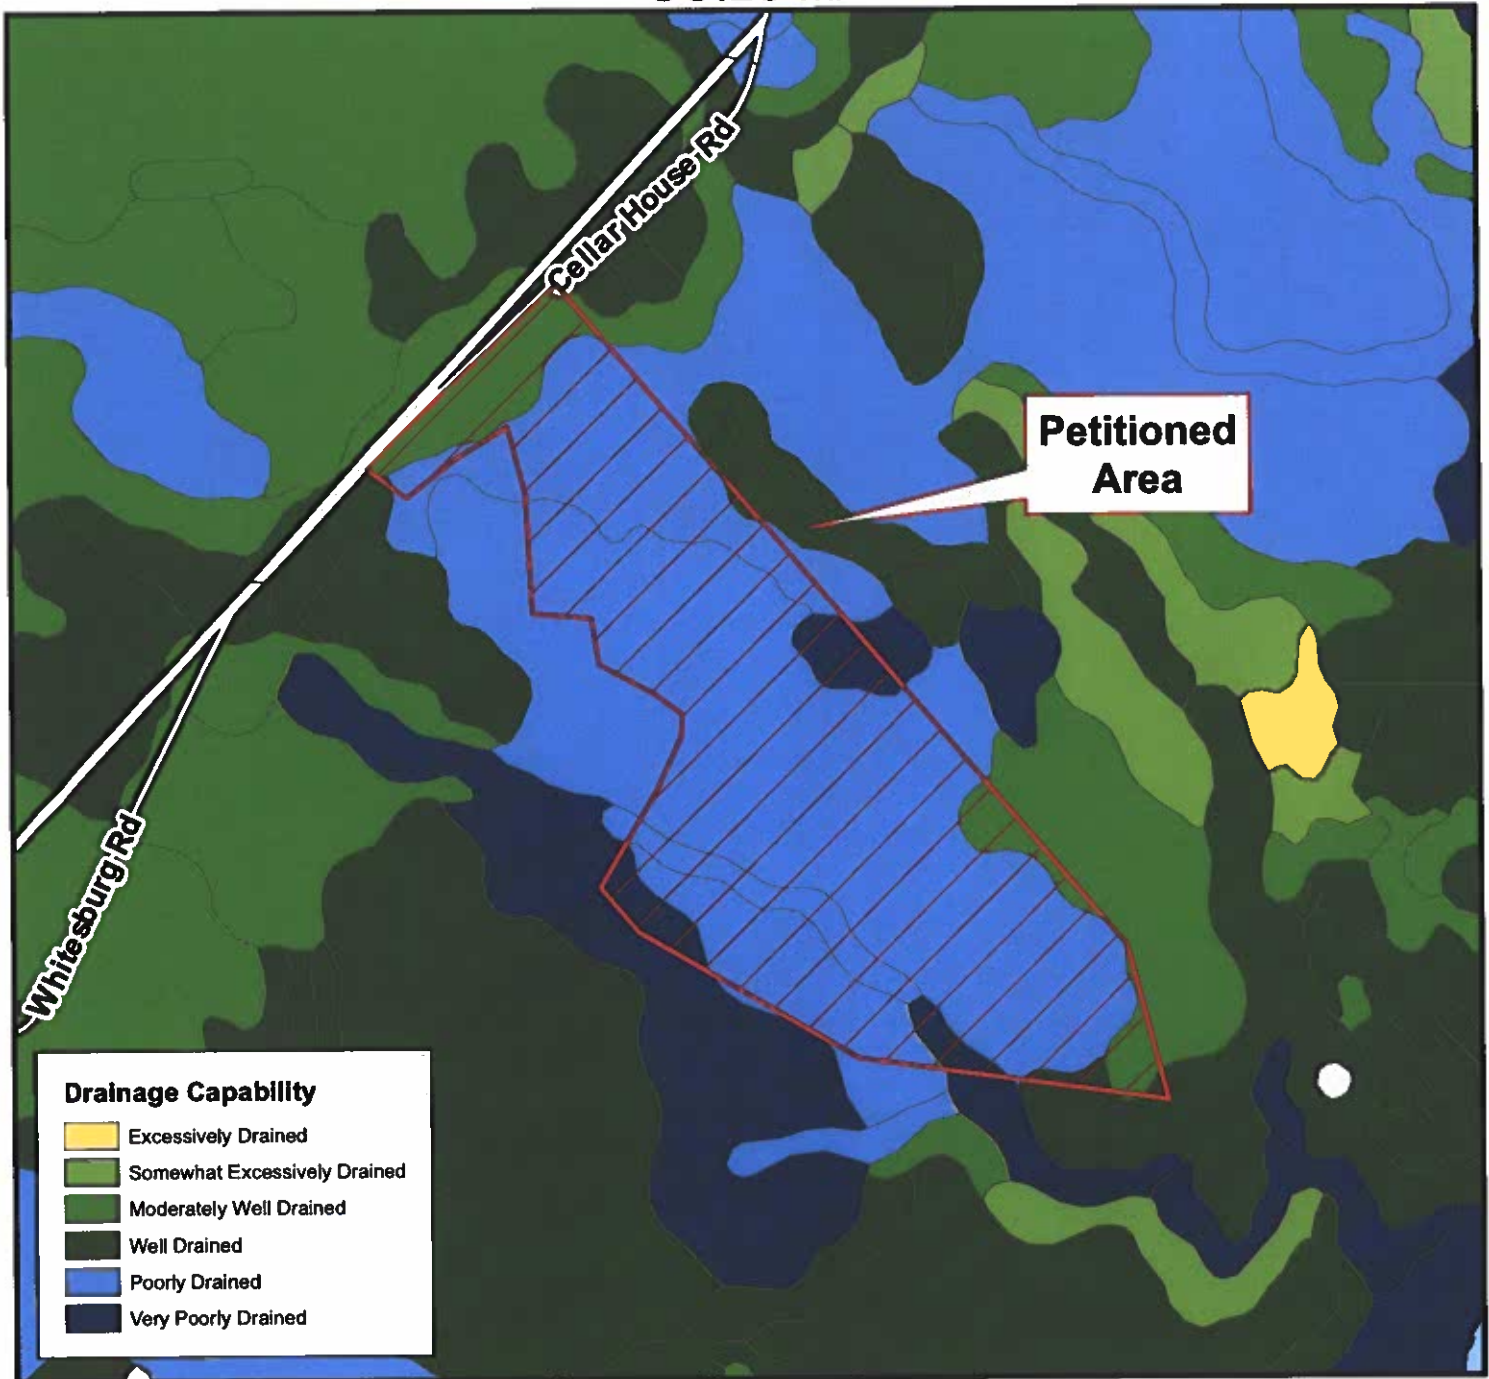 Cellar House Rd
Petitioned
Area
Whitesburg Rd
Drainage Capability
Excessively Drained
Somewhat Excessively Drained
Moderately Well Drained
Well Drained
Poorly Drained
Very Poorly Drained